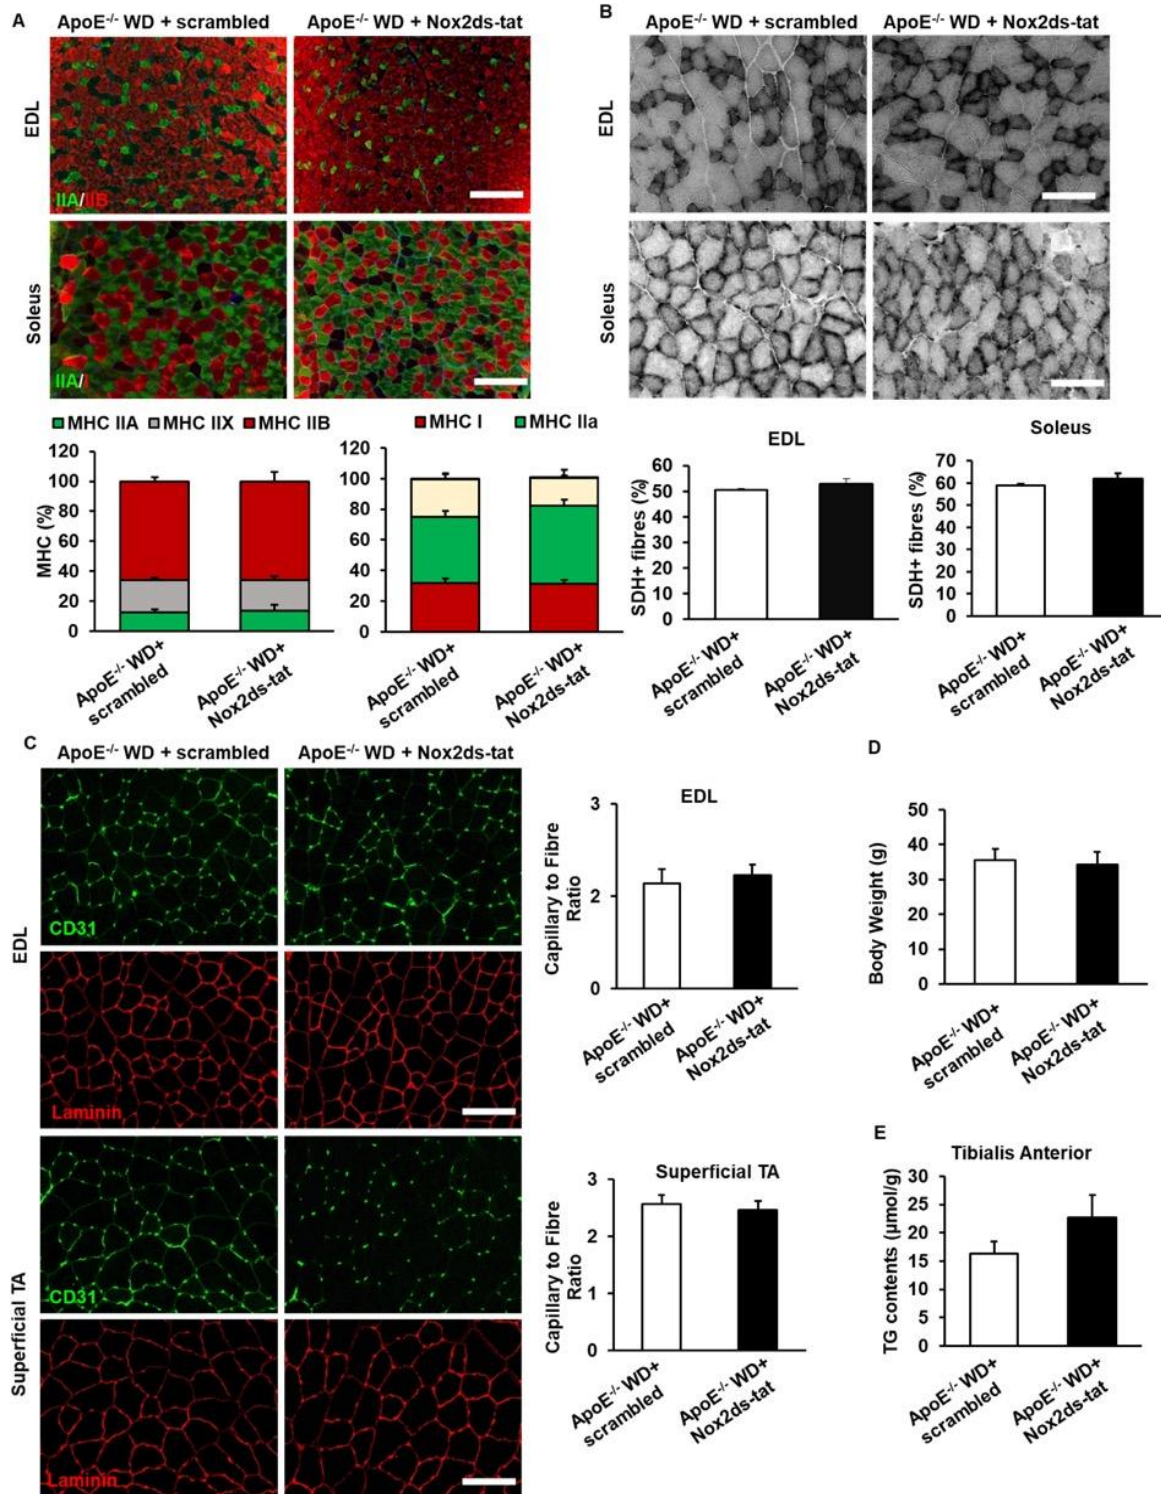 A
ApoE-/- WD + scrambled
ApoE-/- WD + Nox2ds-tat
EDL
IIA/IIB
Soleus
IIA/I
MHC IIA
MHC IIX
MHC IIB
MHC (%)
120
100
80
60
40
20
0
ApoE-/- WD+
scrambled
ApoE-/- WD+
Nox2ds-tat
MHC I
MHC IIa
120
100
80
60
40
20
0
ApoE-/- WD+
scrambled
ApoE-/- WD+
Nox2ds-tat
B
ApoE-/- WD + scrambled
ApoE-/- WD + Nox2ds-tat
EDL
Soleus
EDL
SDH+ fibres (%)
60
50
40
30
20
10
0
ApoE-/- WD+
scrambled
ApoE-/- WD+
Nox2ds-tat
Soleus
SDH+ fibres (%)
70
60
50
40
30
20
10
0
ApoE-/- WD+
scrambled
ApoE-/- WD+
Nox2ds-tat
C
ApoE-/- WD + scrambled
ApoE-/- WD + Nox2ds-tat
EDL
CD31
Laminin
Superficial TA
CD31
Laminin
EDL
Capillary to Fibre
Ratio
3
2
0
ApoE-/- WD+
scrambled
ApoE-/- WD+
Nox2ds-tat
Superficial TA
Capillary to Fibre
Ratio
3
2
1
0
ApoE-/- WD+
scrambled
ApoE-/- WD+
Nox2ds-tat
D
Body Weight (g)
50
40
30
20
10
0
ApoE-/- WD+
scrambled
ApoE-/- WD+
Nox2ds-tat
E
Tibialis Anterior
TG contents (µmol/g)
30
25
20
15
10
5
0
ApoE-/- WD+
scrambled
ApoE-/- WD+
Nox2ds-tat